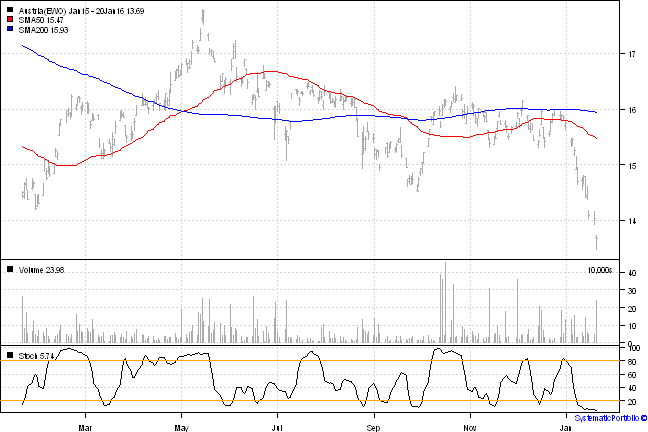 Austria(EWO) Jan15 - 20Jan16 13.69
SMA50 15.47
SMA200 15.93
17
16
15
14
Volume 23.98
10,000s
40
30
20
10
0
Stoch 5.74
100
80
60
40
20
Mar May Jul Sep Nov Jan
SystematicPortfolio ©